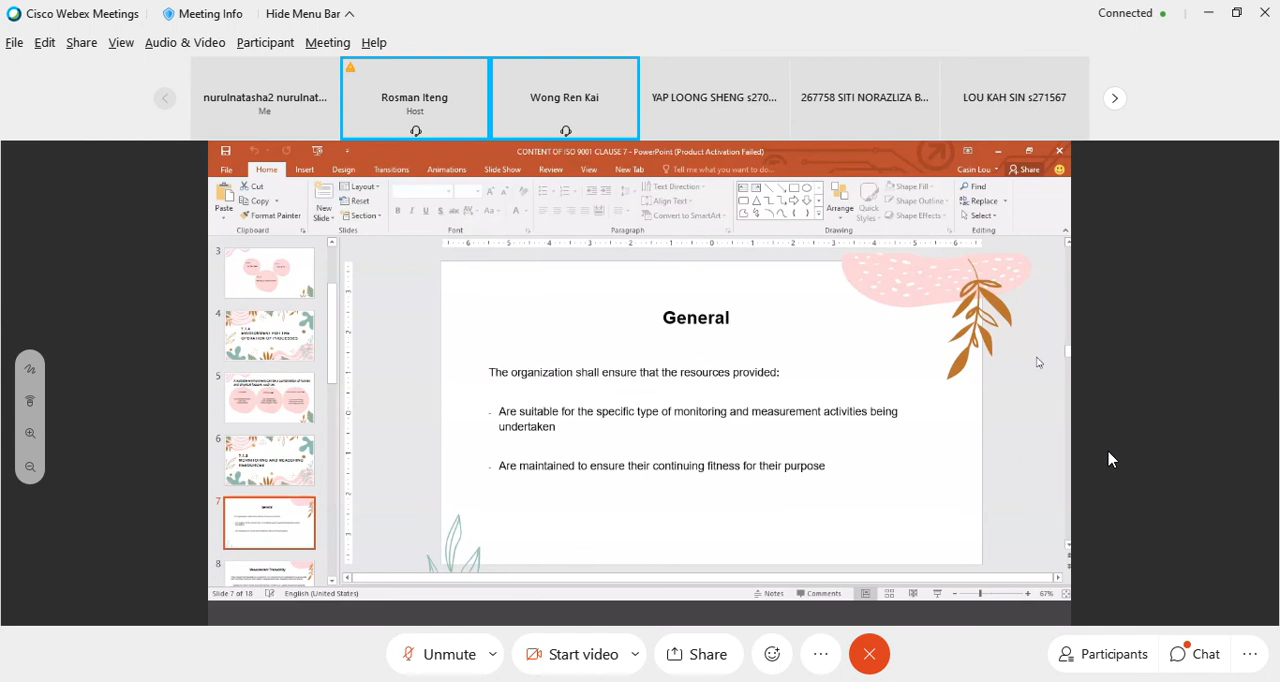 Cisco Webex Meetings
Meeting Info
Hide Menu Bar
Connected
File Edit Share View Audio & Video Participant Meeting Help
nurulnatasha2 nurulnat...
Me
Rosman Iteng
Host
Wong Ren Kai
YAP LOONG SHENG s270...
267758 SITI NORAZLIZA B...
LOU KAH SIN s271567
CONTENT OF ISO 9001 CLAUSE 7 - PowerPoint (Product Activation Failed)
File Home Insert Design Transitions Animations Slide Show Review View New Tab Tell me what you want to do...
Casin Lou
Share
Paste
Cut
Copy
Format Painter
Clipboard
New
Slide
Layout
Reset
Section
Slides
Font
Text Direction
Align Text
Convert to SmartArt
Paragraph
Arrange
Quick
Styles
Shape Fill
Shape Outline
Shape Effects
Drawing
Find
Replace
Select
Editing
3
4
5
6
7
8
General
The organization shall ensure that the resources provided:
- Are suitable for the specific type of monitoring and measurement activities being
undertaken
- Are maintained to ensure their continuing fitness for their purpose
Slide 7 of 18
English (United States)
Notes
Comments
67%
Unmute
Start video
Share
Participants
Chat